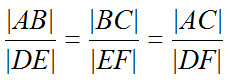 |AB| / |DE| = |BC| / |EF| = |AC| / |DF|